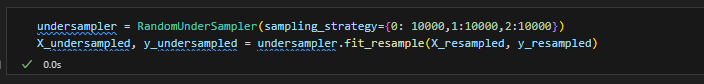 undersampler = RandomUnderSampler(sampling_strategy={0: 10000,1:10000,2:10000})
X_undersampled, y_undersampled = undersampler.fit_resample(X_resampled, y_resampled)
0.0s